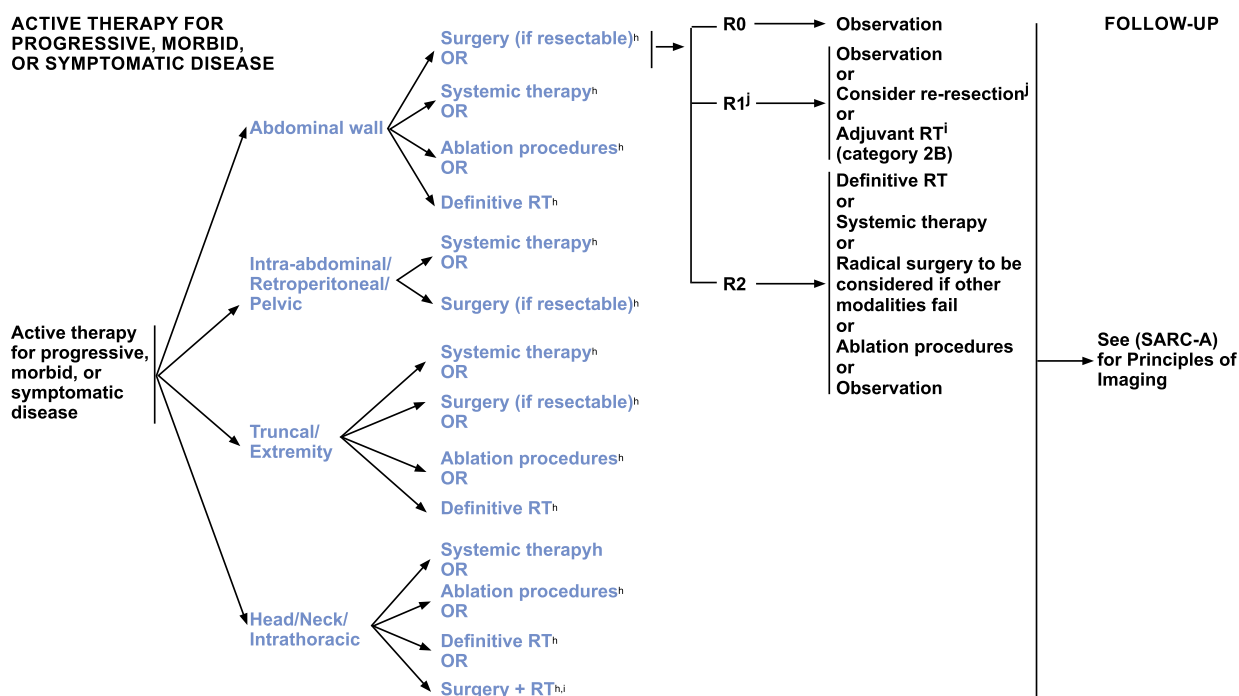 ACTIVE THERAPY FOR
PROGRESSIVE, MORBID,
OR SYMPTOMATIC DISEASE
FOLLOW-UP
Active therapy
for progressive,
morbid, or
symptomatic
disease
Abdominal wall
Surgery (if resectable)ʰ
OR
Systemic therapyʰ
OR
Ablation proceduresʰ
OR
Definitive RTʰ
Intra-abdominal/
Retroperitoneal/
Pelvic
Systemic therapyʰ
OR
Surgery (if resectable)ʰ
Truncal/
Extremity
Systemic therapyʰ
OR
Surgery (if resectable)ʰ
OR
Ablation proceduresʰ
OR
Definitive RTʰ
Head/Neck/
Intrathoracic
Systemic therapyh
OR
Ablation proceduresʰ
OR
Definitive RTʰ
OR
Surgery + RTʰ,ⁱ
R0
Observation
R1ʲ
Observation
or
Consider re-resectionʲ
or
Adjuvant RTⁱ
(category 2B)
R2
Definitive RT
or
Systemic therapy
or
Radical surgery to be
considered if other
modalities fail
or
Ablation procedures
or
Observation
See (SARC-A)
for Principles of
Imaging